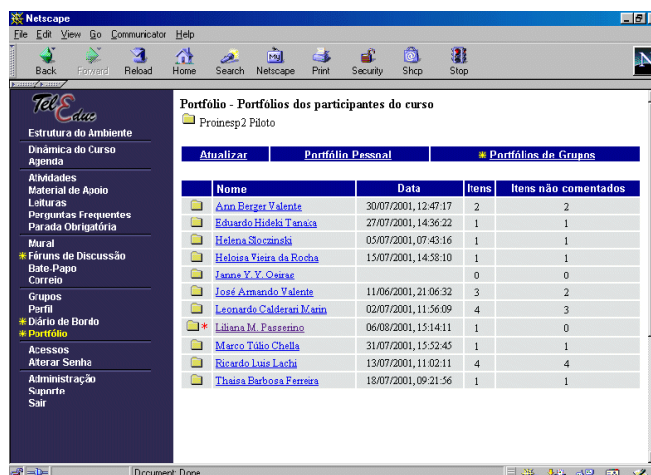 Netscape
File Edit View Go Communicator Help
Back Forward Reload Home Search Netscape Print Security Shop Stop
TelEduc
Estrutura do Ambiente
Dinâmica do Curso
Agenda
Atividades
Material de Apoio
Leituras
Perguntas Frequentes
Parada Obrigatória
Mural
Fóruns de Discussão
Bate-Papo
Correio
Grupos
Perfil
Diário de Bordo
Portfólio
Acessos
Alterar Senha
Administração
Suporte
Sair
Portfólio - Portfólios dos participantes do curso
Proinesp2 Piloto
Atualizar Portfólio Pessoal Portfólios de Grupos
Nome Data Itens Itens não comentados
Ann Berger Valente 30/07/2001, 12:47:17 2 2
Eduardo Hideki Tanaka 27/07/2001, 14:36:22 1 1
Helena Sloczinski 05/07/2001, 07:43:16 1 1
Heloisa Vieira da Rocha 15/07/2001, 14:58:10 1 1
Janne Y. Y. Oeiras 0 0
José Armando Valente 11/06/2001, 21:06:32 3 2
Leonardo Calderari Marin 02/07/2001, 11:56:09 4 3
* Liliana M. Passerino 06/08/2001, 15:14:11 1 0
Marco Túlio Chella 31/07/2001, 15:52:45 1 1
Ricardo Luis Lachi 13/07/2001, 11:02:11 4 4
Thaisa Barbosa Ferreira 18/07/2001, 09:21:56 1 1
Document: Done